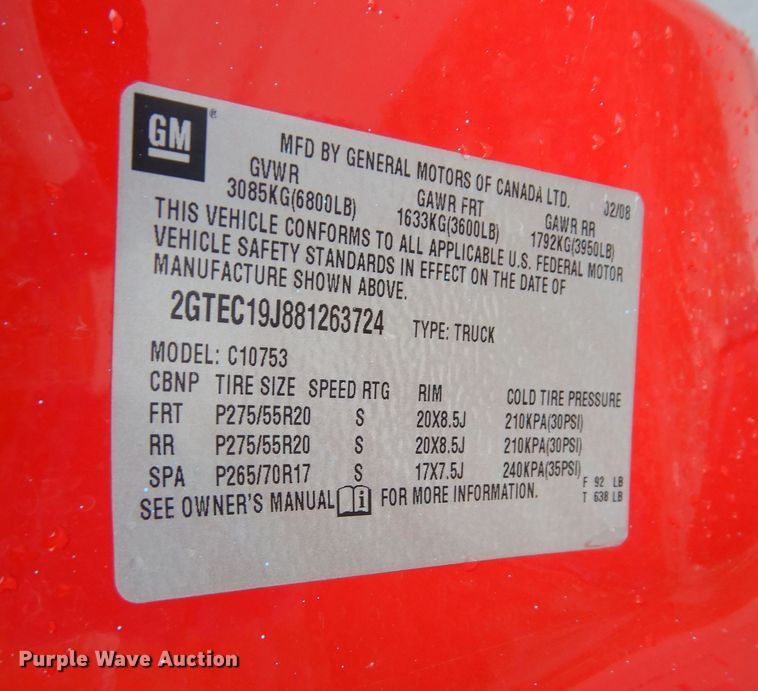 GM®
MFD BY GENERAL MOTORS OF CANADA LTD. 02/08
GVWR GAWR FRT GAWR RR
3085KG(6800LB) 1633KG(3600LB) 1792KG(3950LB)
THIS VEHICLE CONFORMS TO ALL APPLICABLE U.S. FEDERAL MOTOR
VEHICLE SAFETY STANDARDS IN EFFECT ON THE DATE OF
MANUFACTURE SHOWN ABOVE.
2GTEC19J881263724 TYPE: TRUCK
MODEL: C10753
CBNP TIRE SIZE SPEED RTG RIM COLD TIRE PRESSURE
FRT P275/55R20 S 20X8.5J 210KPA(30PSI)
RR P275/55R20 S 20X8.5J 210KPA(30PSI)
SPA P265/70R17 S 17X7.5J 240KPA(35PSI)
F 92 LB
SEE OWNER'S MANUAL i FOR MORE INFORMATION. T 638 LB
Purple Wave Auction